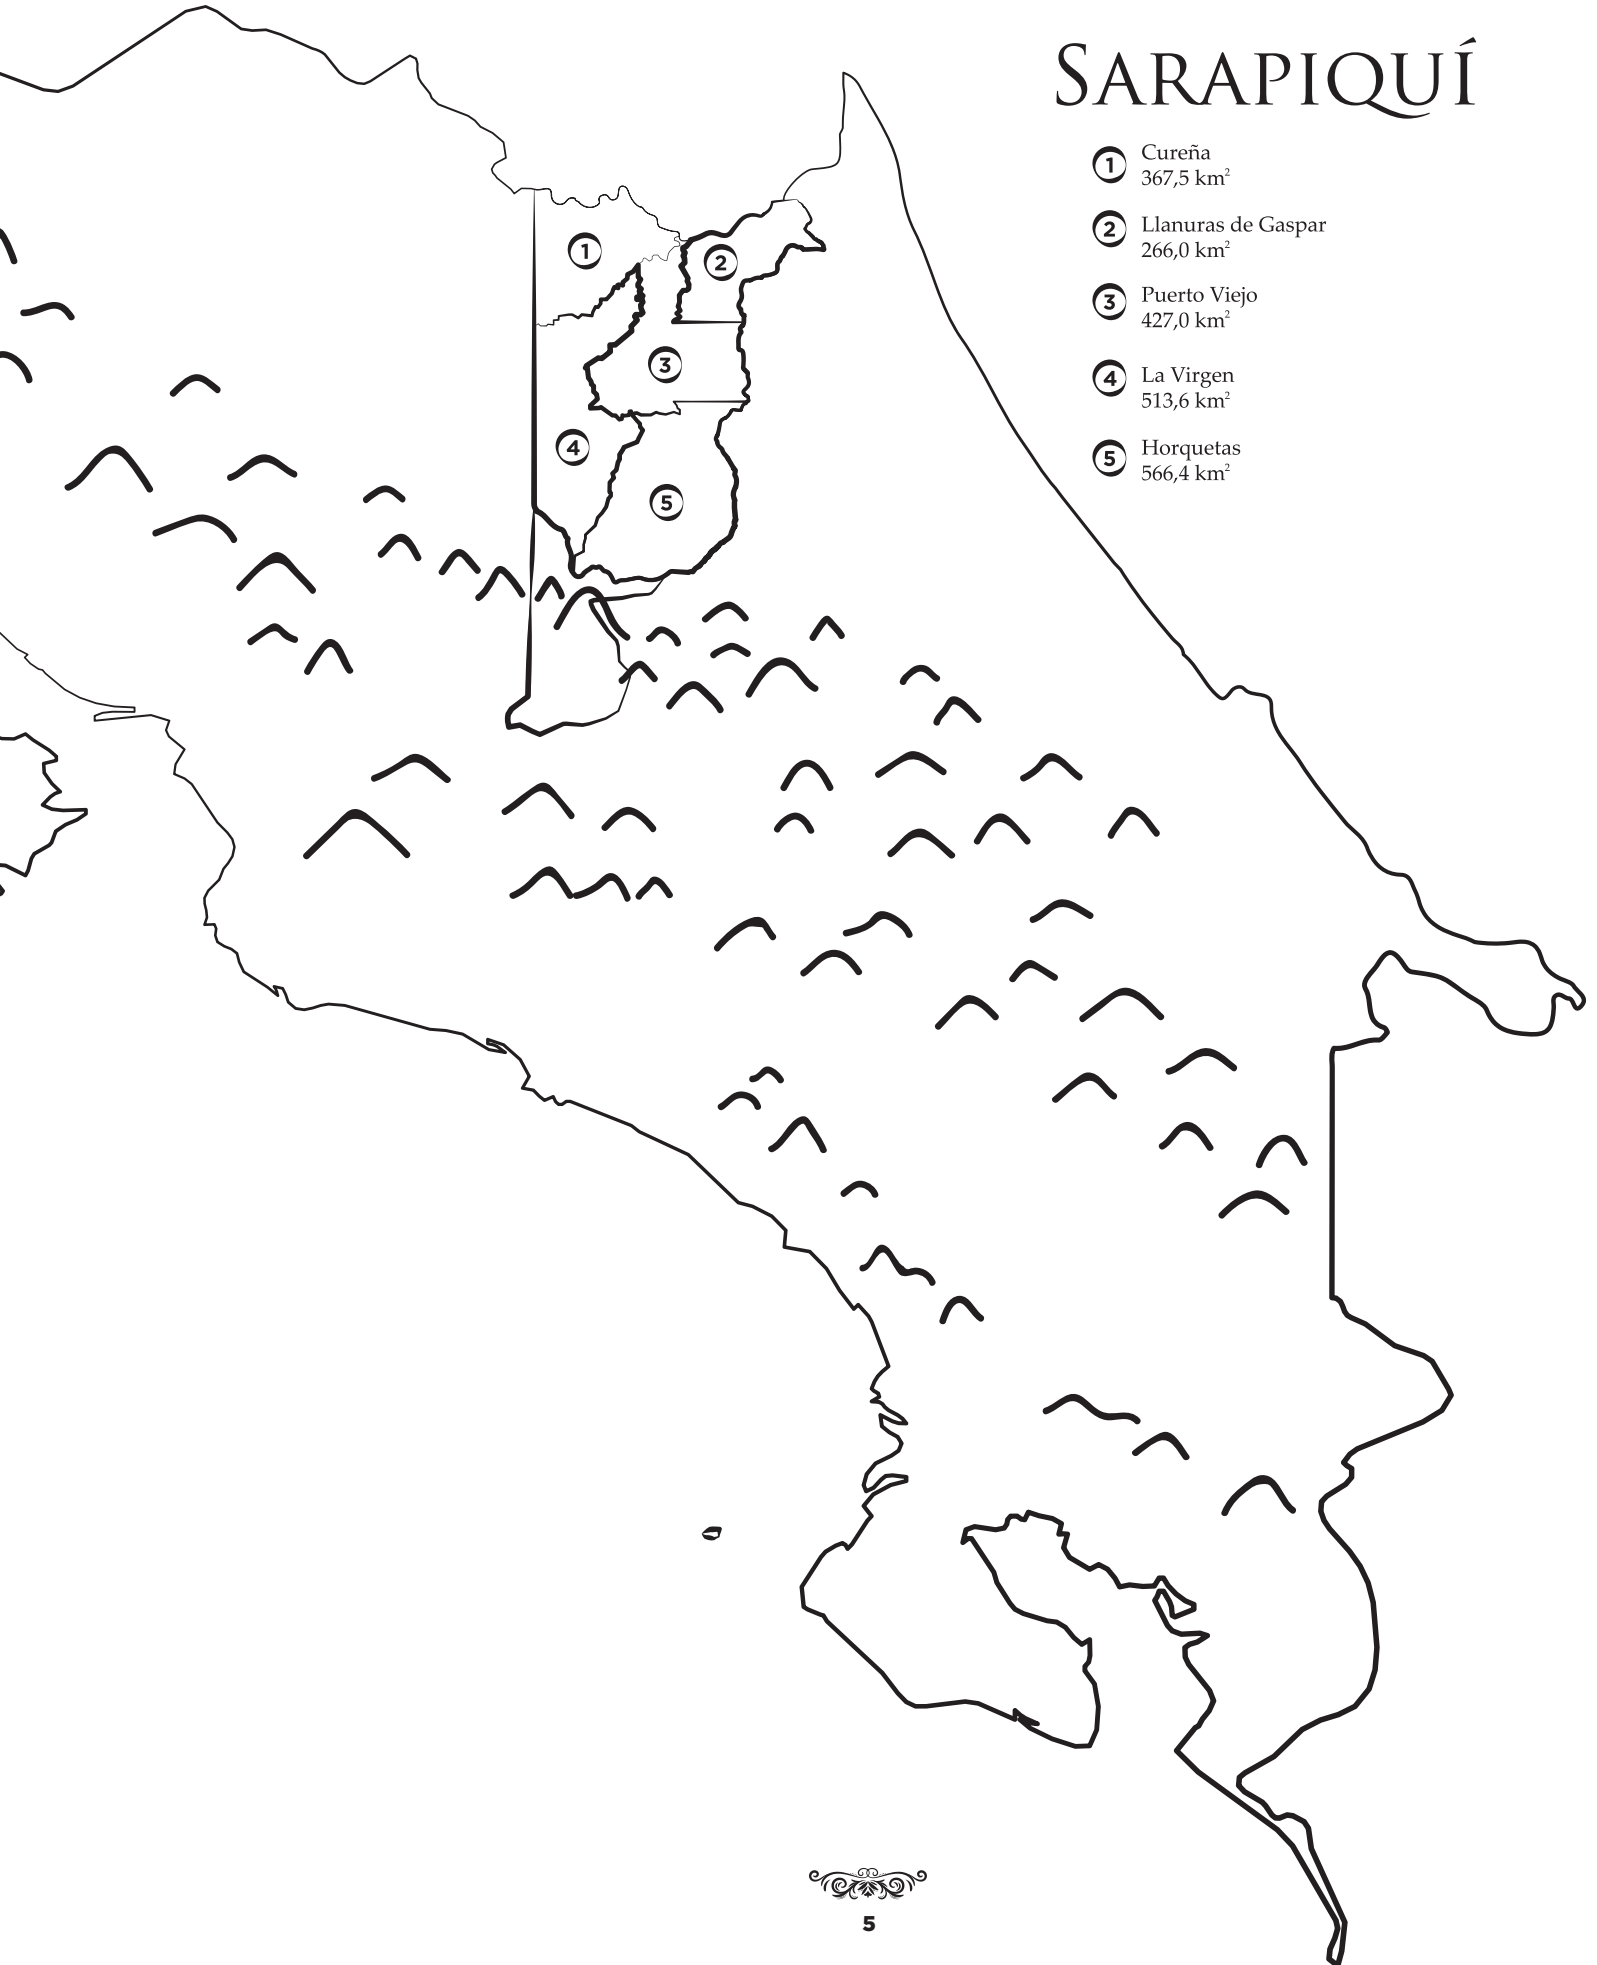 SARAPIQUÍ
1 Cureña
367,5 km²
2 Llanuras de Gaspar
266,0 km²
3 Puerto Viejo
427,0 km²
4 La Virgen
513,6 km²
5 Horquetas
566,4 km²
1
2
3
4
5
5